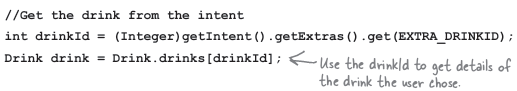 //Get the drink from the intent
int drinkId = (Integer)getIntent().getExtras().get(EXTRA_DRINKID);
Drink drink = Drink.drinks[drinkId];
Use the drinkId to get details of
the drink the user chose.